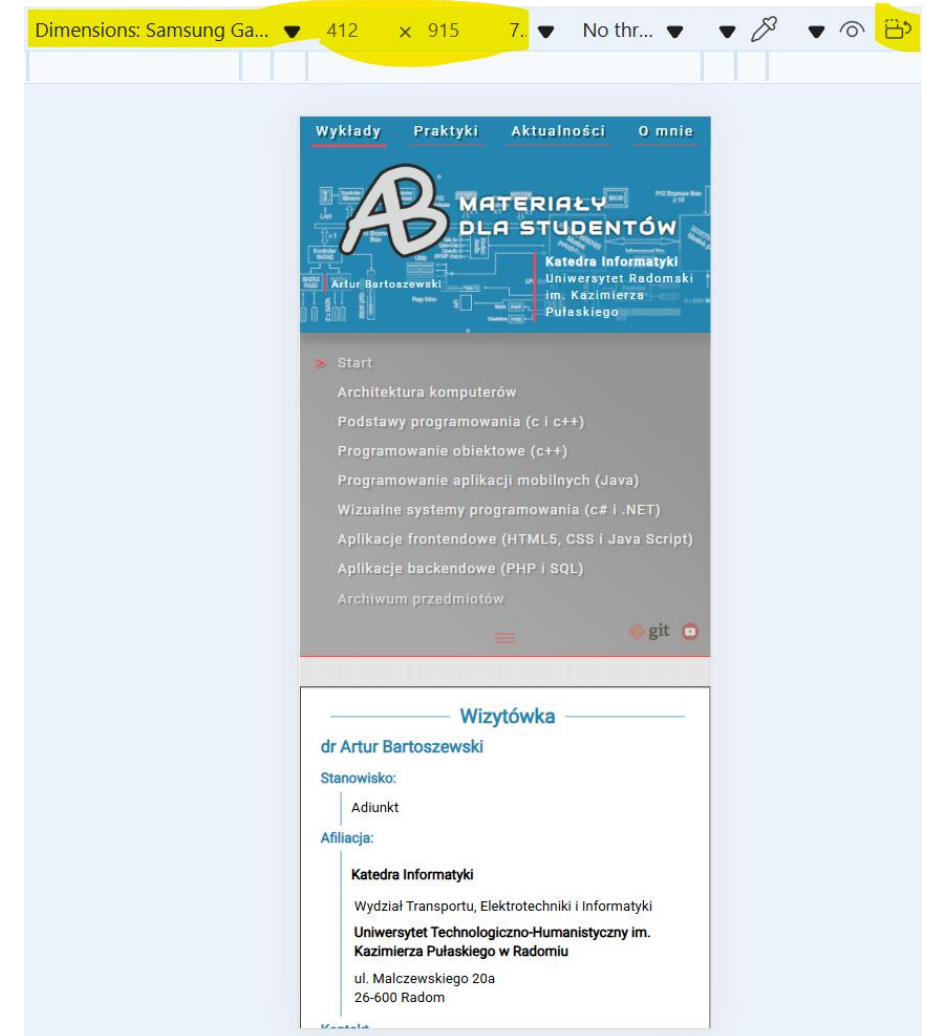 Dimensions: Samsung Ga... 412 × 915 7.. No thr...
Wykłady Praktyki Aktualności O mnie
AB MATERIAŁY
DLA STUDENTÓW
Katedra Informatyki
Uniwersytet Radomski
im. Kazimierza
Pułaskiego
Artur Bartoszewski
Start
Architektura komputerów
Podstawy programowania (c i c++)
Programowanie obiektowe (c++)
Programowanie aplikacji mobilnych (Java)
Wizualne systemy programowania (c# i .NET)
Aplikacje frontendowe (HTML5, CSS i Java Script)
Aplikacje backendowe (PHP i SQL)
Archiwum przedmiotów
git
Wizytówka
dr Artur Bartoszewski
Stanowisko:
Adiunkt
Afiliacja:
Katedra Informatyki
Wydział Transportu, Elektrotechniki i Informatyki
Uniwersytet Technologiczno-Humanistyczny im.
Kazimierza Pułaskiego w Radomiu
ul. Malczewskiego 20a
26-600 Radom